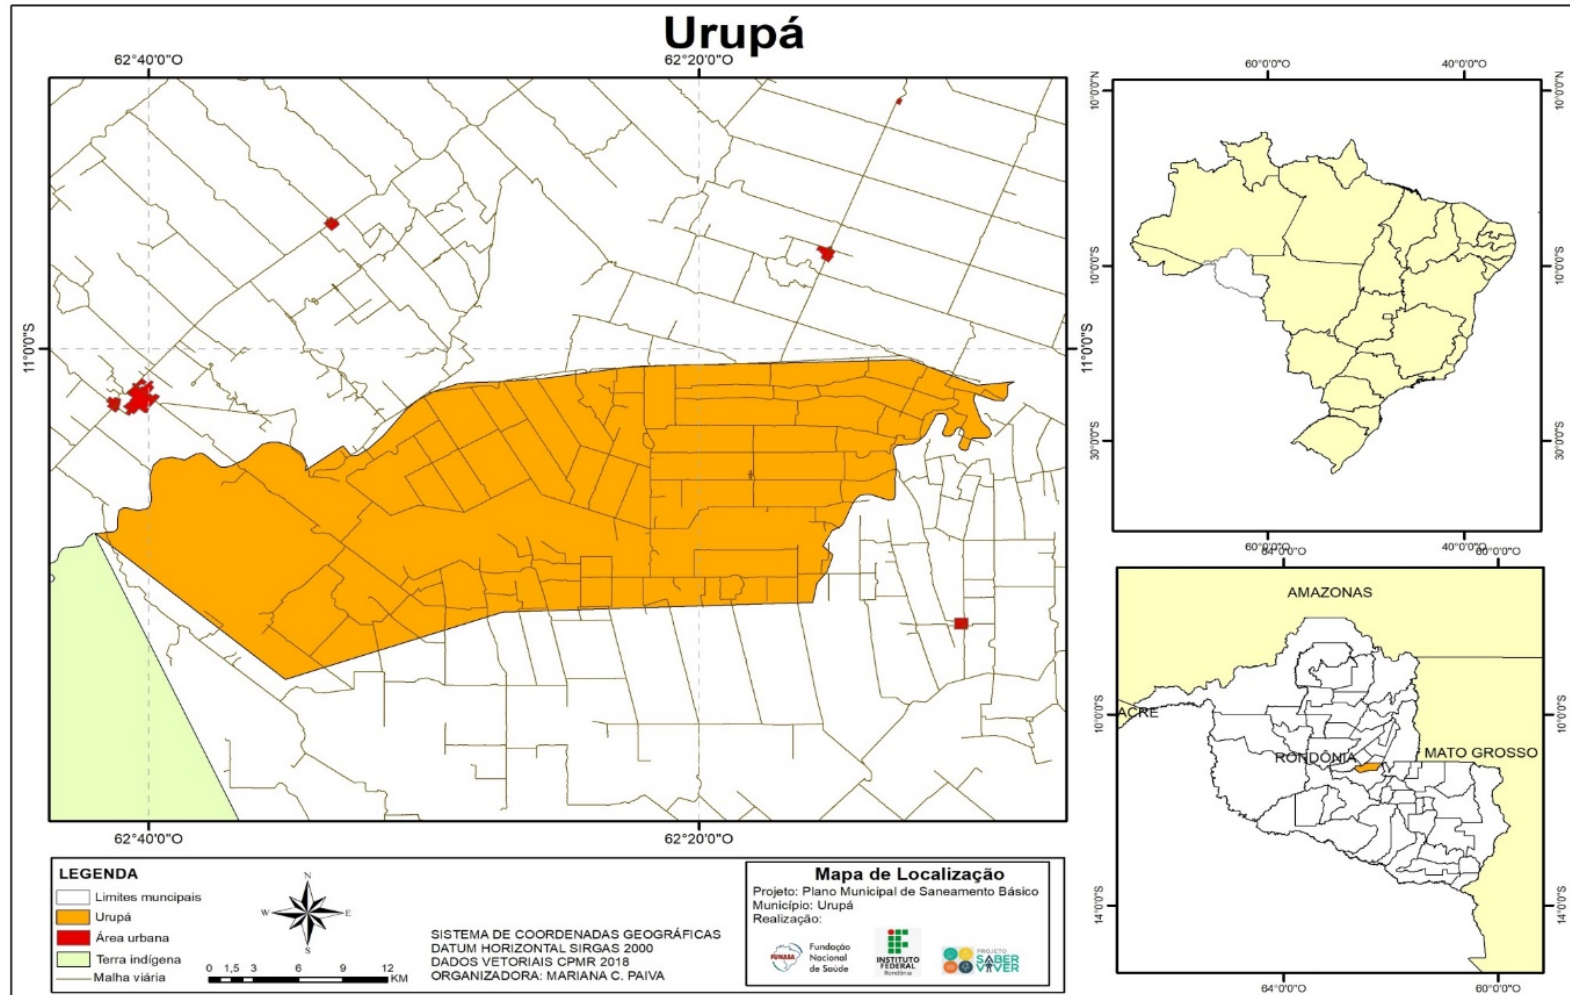 Urupá
62°40'0"O
62°20'0"O
11°0'0"S
11°0'0"S
62°40'0"O
62°20'0"O
60°0'0"O
40°0'0"O
10°0'0"N
10°0'0"N
10°0'0"S
10°0'0"S
30°0'0"S
30°0'0"S
60°0'0"O
40°0'0"O
64°0'0"O
60°0'0"O
AMAZONAS
ACRE
RONDÔNIA
MATO GROSSO
10°0'0"S
10°0'0"S
14°0'0"S
14°0'0"S
64°0'0"O
60°0'0"O
LEGENDA
Limites muncipais
Urupá
Área urbana
Terra indígena
Malha viária
N
W
E
S
0 1,5 3 6 9 12
KM
SISTEMA DE COORDENADAS GEOGRÁFICAS
DATUM HORIZONTAL SIRGAS 2000
DADOS VETORIAIS CPMR 2018
ORGANIZADORA: MARIANA C. PAIVA
Mapa de Localização
Projeto: Plano Municipal de Saneamento Básico
Município: Urupá
Realização:
FUNASA
Fundação
Nacional
de Saúde
INSTITUTO
FEDERAL
Rondônia
PROJETO
SABER
VIVER